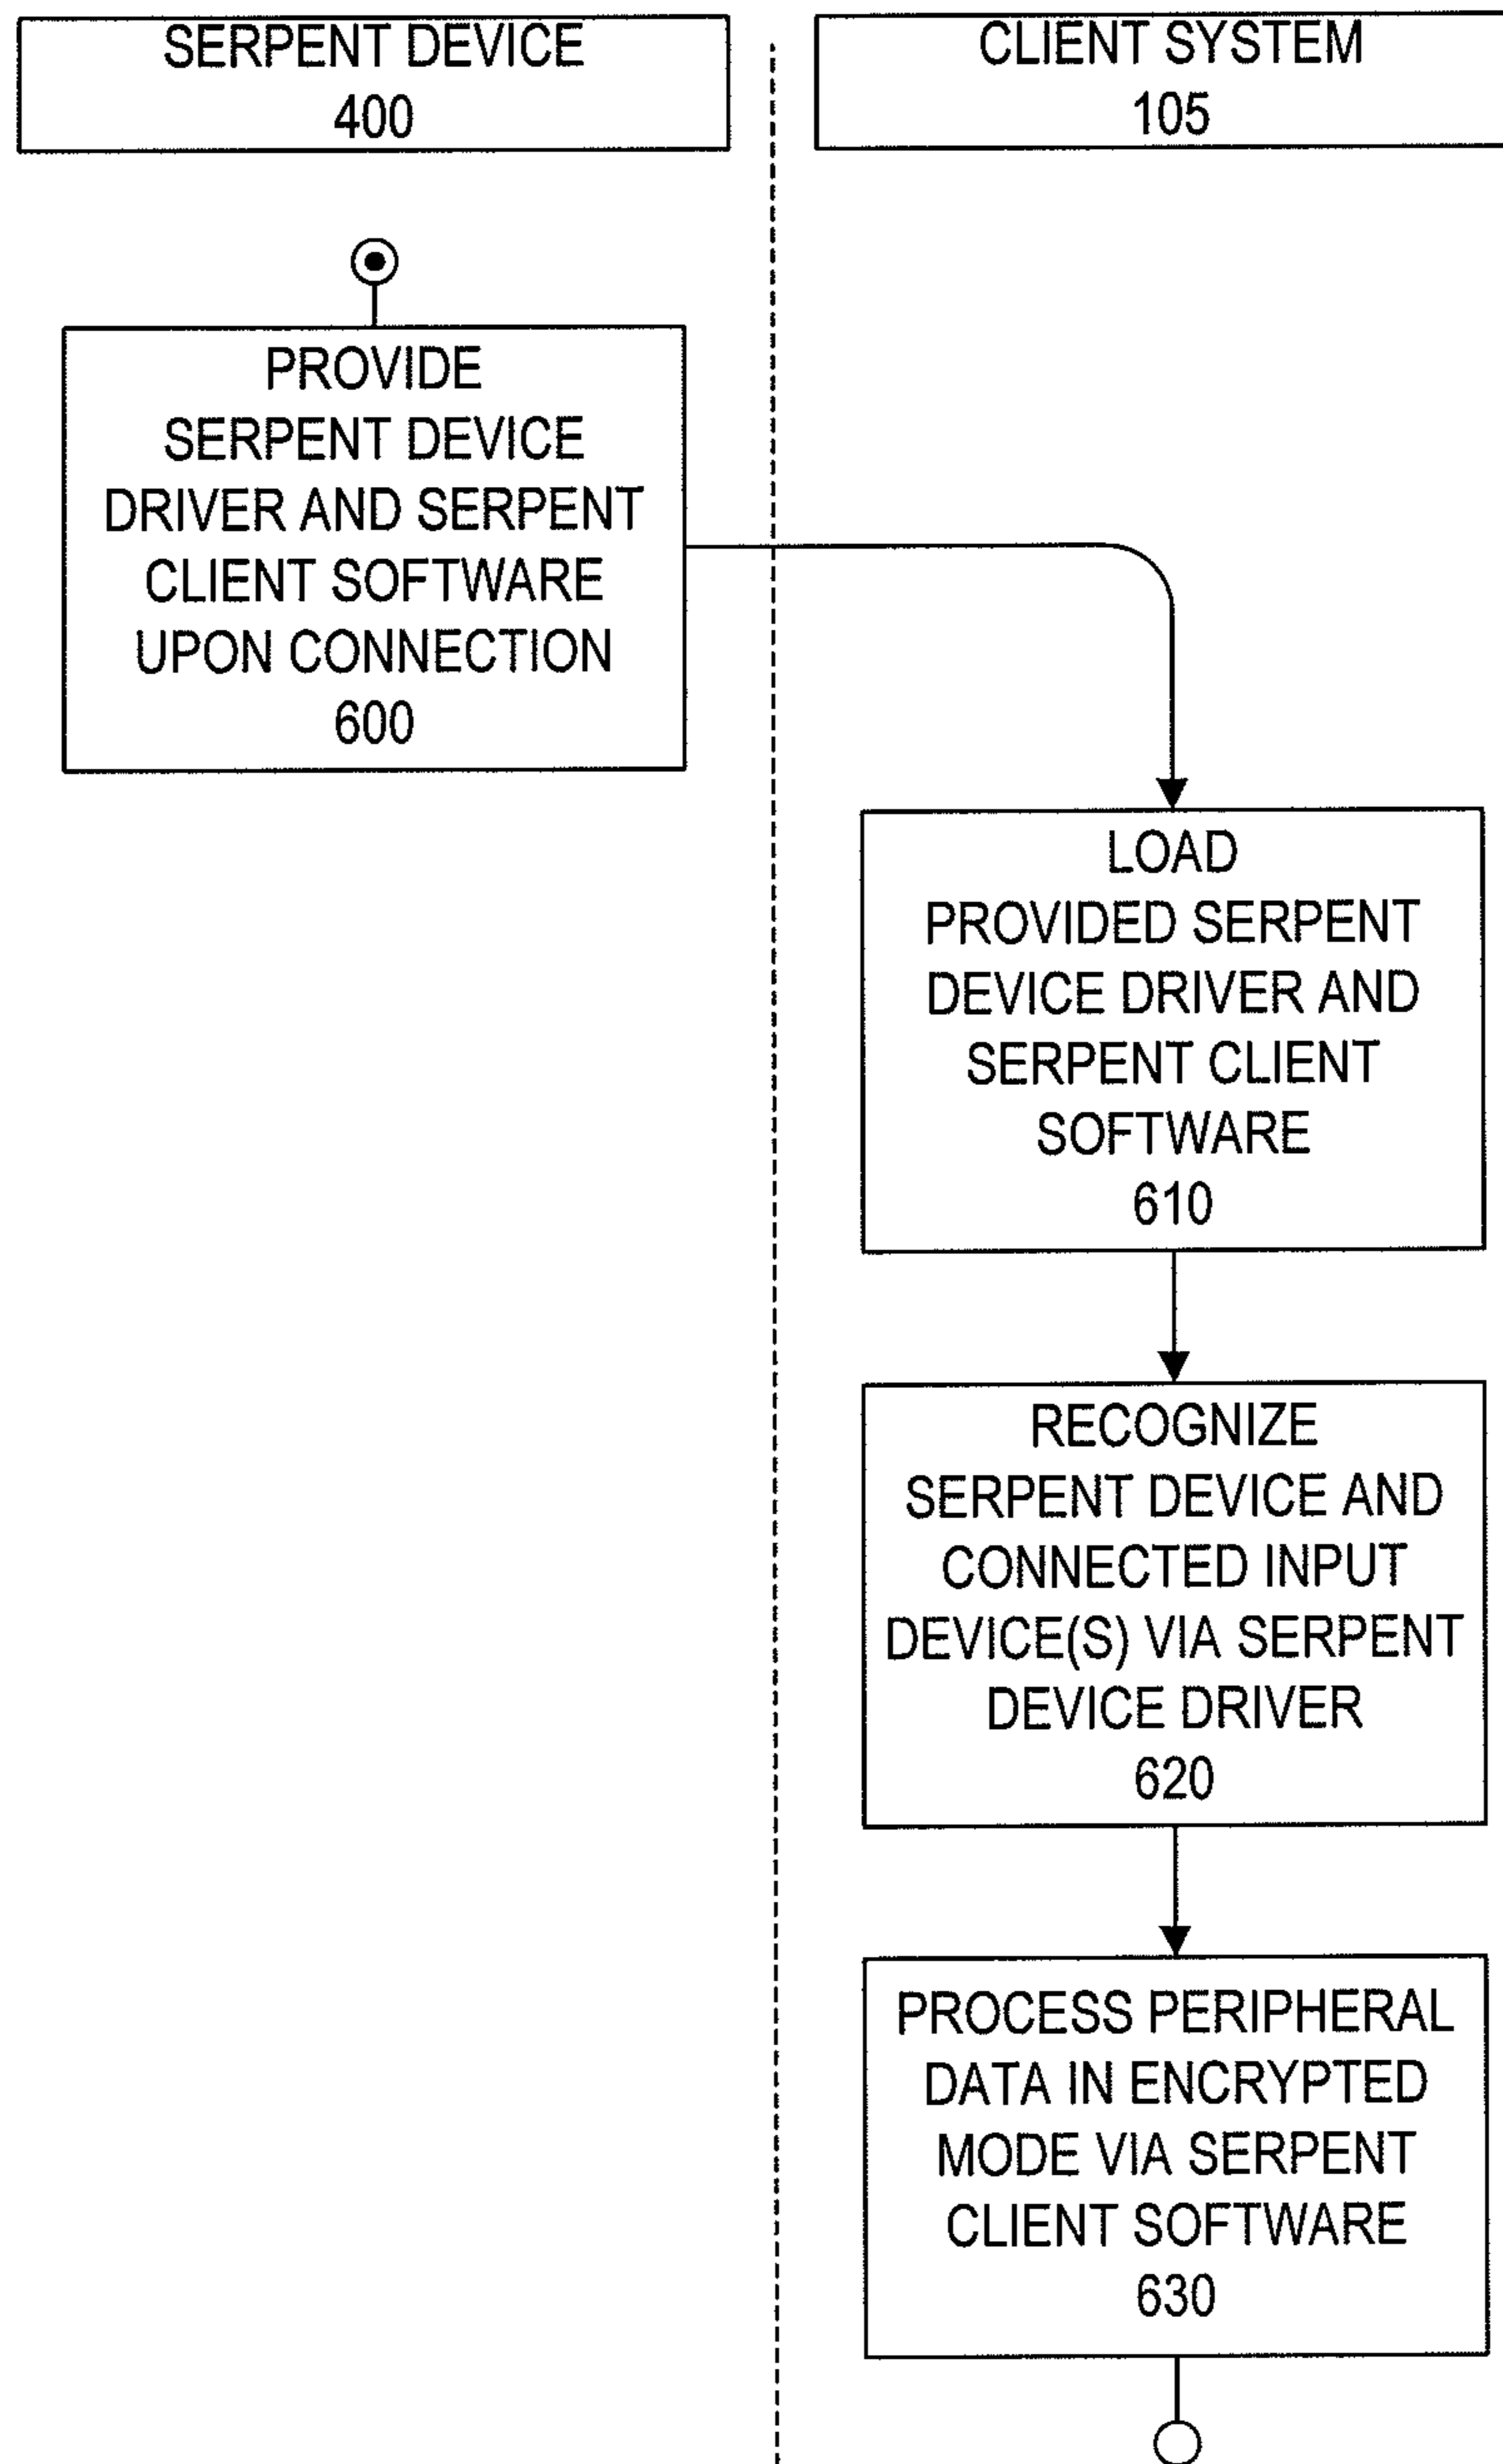 SERPENT DEVICE
400
CLIENT SYSTEM
105
PROVIDE
SERPENT DEVICE
DRIVER AND SERPENT
CLIENT SOFTWARE
UPON CONNECTION
600
LOAD
PROVIDED SERPENT
DEVICE DRIVER AND
SERPENT CLIENT
SOFTWARE
610
RECOGNIZE
SERPENT DEVICE AND
CONNECTED INPUT
DEVICE(S) VIA SERPENT
DEVICE DRIVER
620
PROCESS PERIPHERAL
DATA IN ENCRYPTED
MODE VIA SERPENT
CLIENT SOFTWARE
630